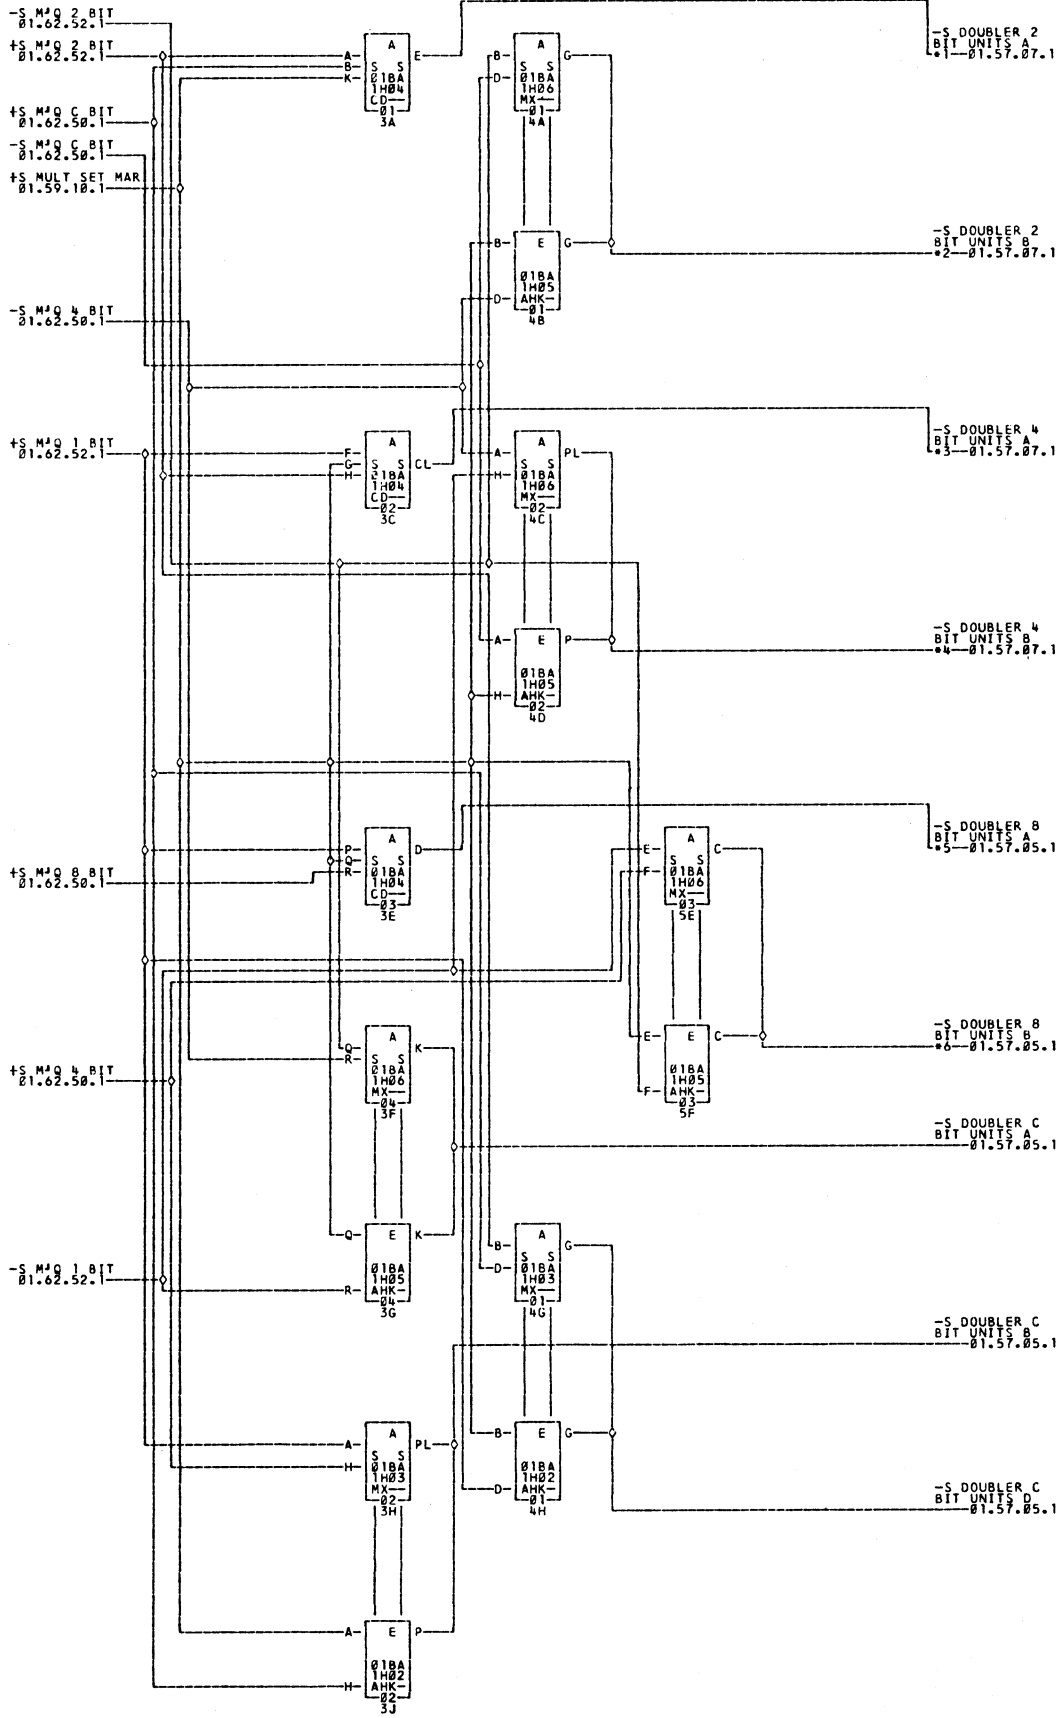 -S M'Q 2 BIT
01.62.52.1
+S M'Q 2 BIT
01.62.52.1
+S M'Q C BIT
01.62.50.1
-S M'Q C BIT
01.62.50.1
+S MULT SET MAR
01.59.10.1
-S M'Q 4 BIT
01.62.50.1
+S M'Q 1 BIT
01.62.52.1
+S M'Q 8 BIT
01.62.50.1
+S M'Q 4 BIT
01.62.50.1
-S M'Q 1 BIT
01.62.52.1
A
A E
B S S
K 01BA
1H04
CD--
01
3A
A
F
G S S CL
H 01BA
1H04
CD--
02
3C
A
P D
Q S S
R 01BA
1H04
CD--
03
3E
A
Q K
R S S
01BA
1H06
MX--
04
3F
Q E K
01BA
1H05
R AHK-
04
3G
A
A PL
S S
H 01BA
1H03
MX--
02
3H
A E P
01BA
1H02
H AHK-
02
3J
A
B G
S S
D 01BA
1H06
MX--
01
4A
B E G
01BA
1H05
D AHK-
01
4B
A
A PL
S S
H 01BA
1H06
MX--
02
4C
A E P
01BA
1H05
H AHK-
02
4D
A
B G
S S
D 01BA
1H03
MX--
01
4G
B E G
01BA
1H02
D AHK-
01
4H
A
E C
S S
F 01BA
1H06
MX--
03
5E
E E C
01BA
1H05
F AHK-
03
5F
-S DOUBLER 2
BIT UNITS A
*1--01.57.07.1
-S DOUBLER 2
BIT UNITS B
*2--01.57.07.1
-S DOUBLER 4
BIT UNITS A
*3--01.57.07.1
-S DOUBLER 4
BIT UNITS B
*4--01.57.07.1
-S DOUBLER 8
BIT UNITS A
*5--01.57.05.1
-S DOUBLER 8
BIT UNITS B
*6--01.57.05.1
-S DOUBLER C
BIT UNITS A
01.57.05.1
-S DOUBLER C
BIT UNITS B
01.57.05.1
-S DOUBLER C
BIT UNITS D
01.57.05.1